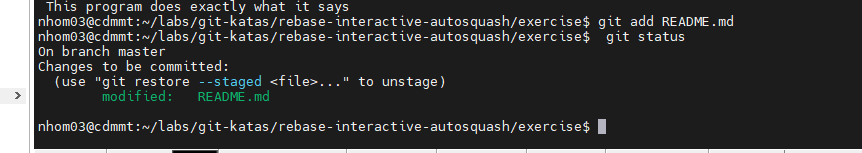 This program does exactly what it says
nhom03@cdmmt:~/labs/git-katas/rebase-interactive-autosquash/exercise$ git add README.md
nhom03@cdmmt:~/labs/git-katas/rebase-interactive-autosquash/exercise$  git status
On branch master
Changes to be committed:
  (use "git restore --staged <file>..." to unstage)
        modified:   README.md
nhom03@cdmmt:~/labs/git-katas/rebase-interactive-autosquash/exercise$